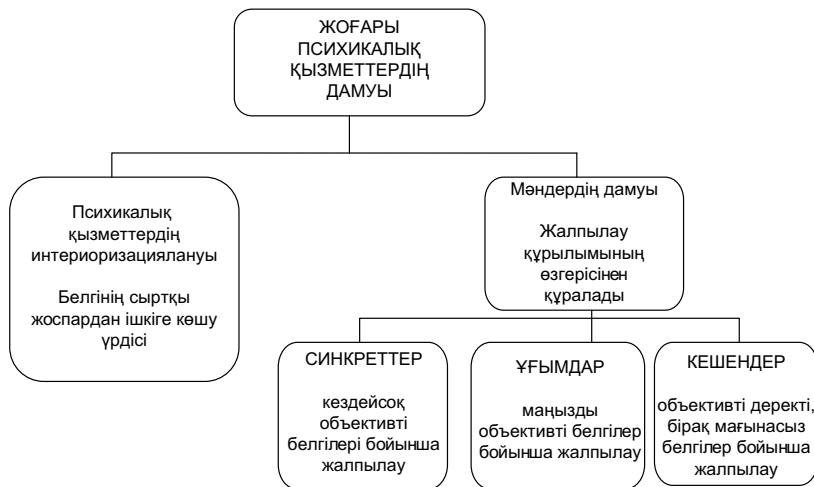 ЖОҒАРЫ
ПСИХИКАЛЫҚ
ҚЫЗМЕТТЕРДІҢ
ДАМУЫ
Психикалық
қызметтердің
интериоризациялануы
Белгінің сыртқы
жоспардан ішкіге көшу
үрдісі
Мәндердің дамуы
Жалпылау
құрылымының
өзгерісінен
құралады
СИНКРЕТТЕР
кездейсоқ
объективті
белгілері бойынша
жалпылау
ҰҒЫМДАР
маңызды
объективті белгілер
бойынша жалпылау
КЕШЕНДЕР
объективті деректі,
бірақ мағынасыз
белгілер бойынша
жалпылау